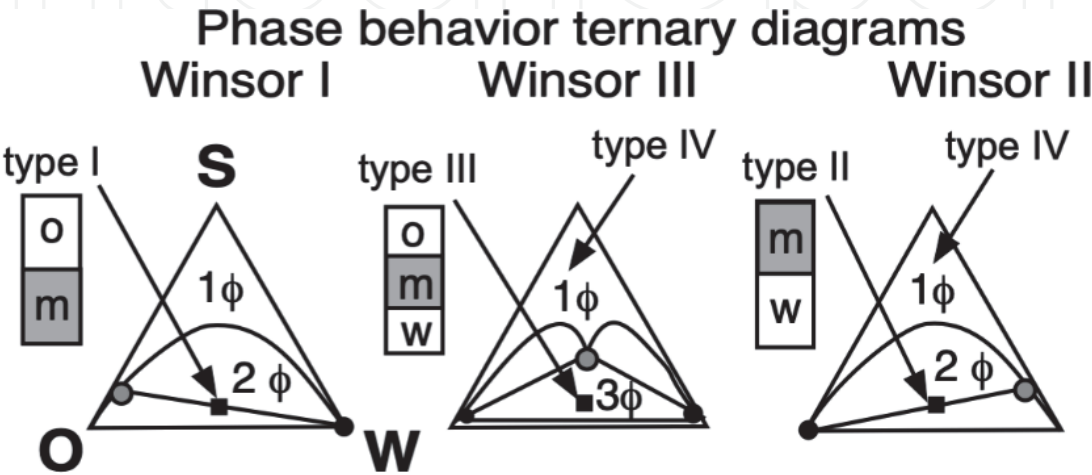 Phase behavior ternary diagrams
Winsor I Winsor III Winsor II
type I S type III type IV type II type IV
o o m
m m w
w
1ϕ 1ϕ 1ϕ
2 ϕ 3ϕ 2 ϕ
O W